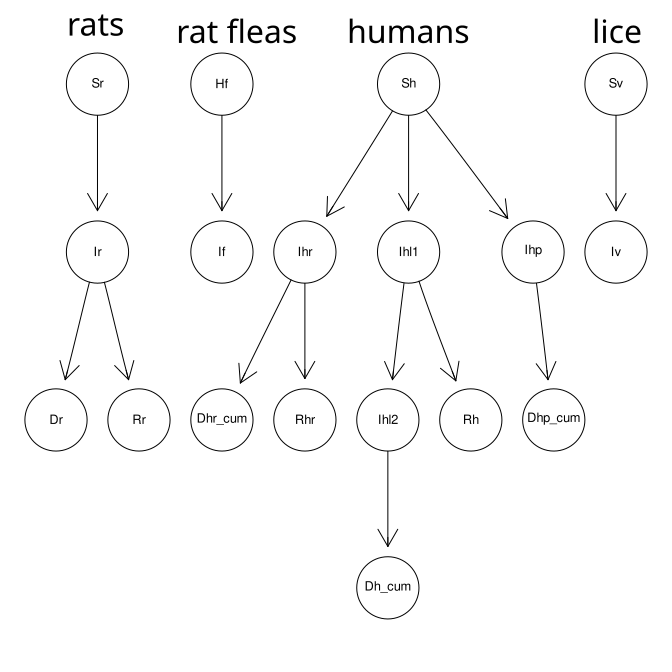 rats rat fleas humans lice
Sr Hf Sh Sv
Ir If Ihr Ihl1 Ihp Iv
Dr Rr Dhr_cum Rhr Ihl2 Rh Dhp_cum
Dh_cum